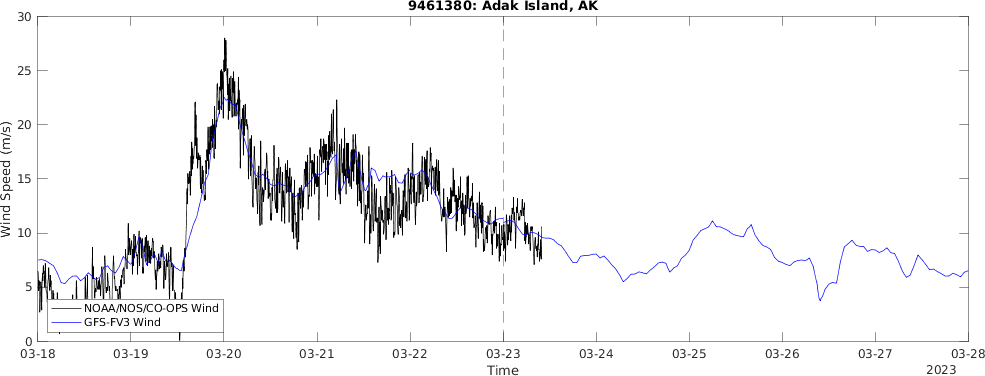 9461380: Adak Island, AK
30
25
20
15
10
5
0
Wind Speed (m/s)
NOAA/NOS/CO-OPS Wind
GFS-FV3 Wind
03-18 03-19 03-20 03-21 03-22 03-23 03-24 03-25 03-26 03-27 03-28
Time
2023